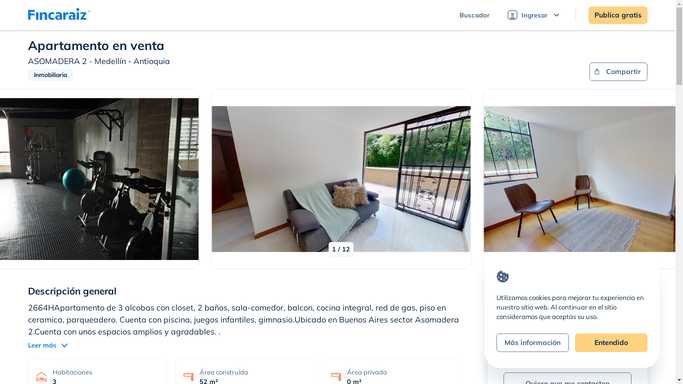 Fincaraiz
Buscador
Ingresar
Publica gratis
Apartamento en venta
ASOMADERA 2 - Medellín - Antioquia
Inmobiliaria
Compartir
1 / 12
Descripción general
2664HApartamento de 3 alcobas con closet, 2 baños, sala-comedor, balcon, cocina integral, red de gas, piso en
ceramica, parqueadero. Cuenta con piscina, juegos infantiles, gimnasio.Ubicado en Buenos Aires sector Asomadera
2.Cuenta con unos espacios amplios y agradables. .
Leer más
Habitaciones
3
Área construida
52 m²
Área privada
0 m²
Utilizamos cookies para mejorar tu experiencia en
nuestro sitio web. Al continuar en el sitio
consideramos que aceptas su uso.
Más información
Entendido
Quiero que me contacten